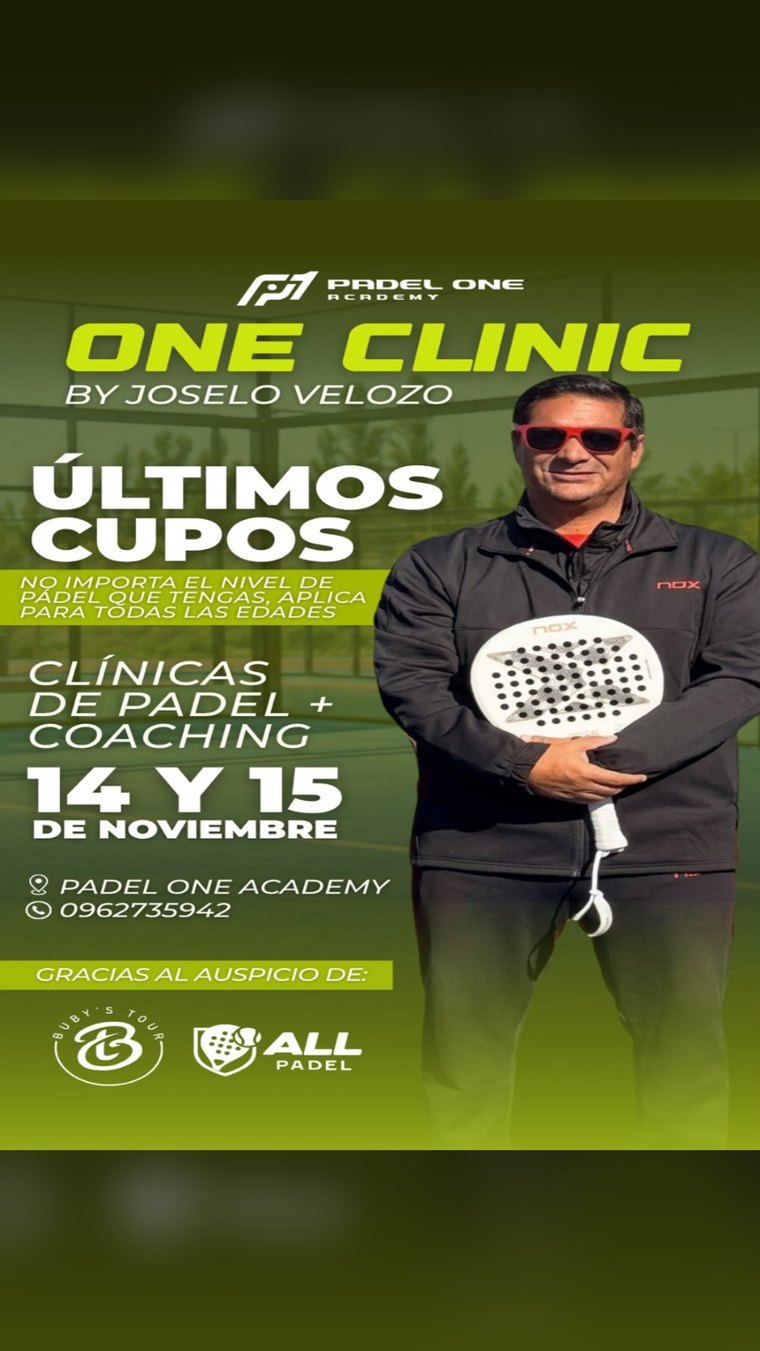 PADEL ONE
ACADEMY
ONE CLINIC
BY JOSELO VELOZO
ÚLTIMOS
CUPOS
NO IMPORTA EL NIVEL DE
PÁDEL QUE TENGAS, APLICA
PARA TODAS LAS EDADES
nox
nox
CLÍNICAS
DE PADEL +
COACHING
14 Y 15
DE NOVIEMBRE
PADEL ONE ACADEMY
0962735942
GRACIAS AL AUSPICIO DE:
BUBY'S TOUR
B
ALL
PADEL